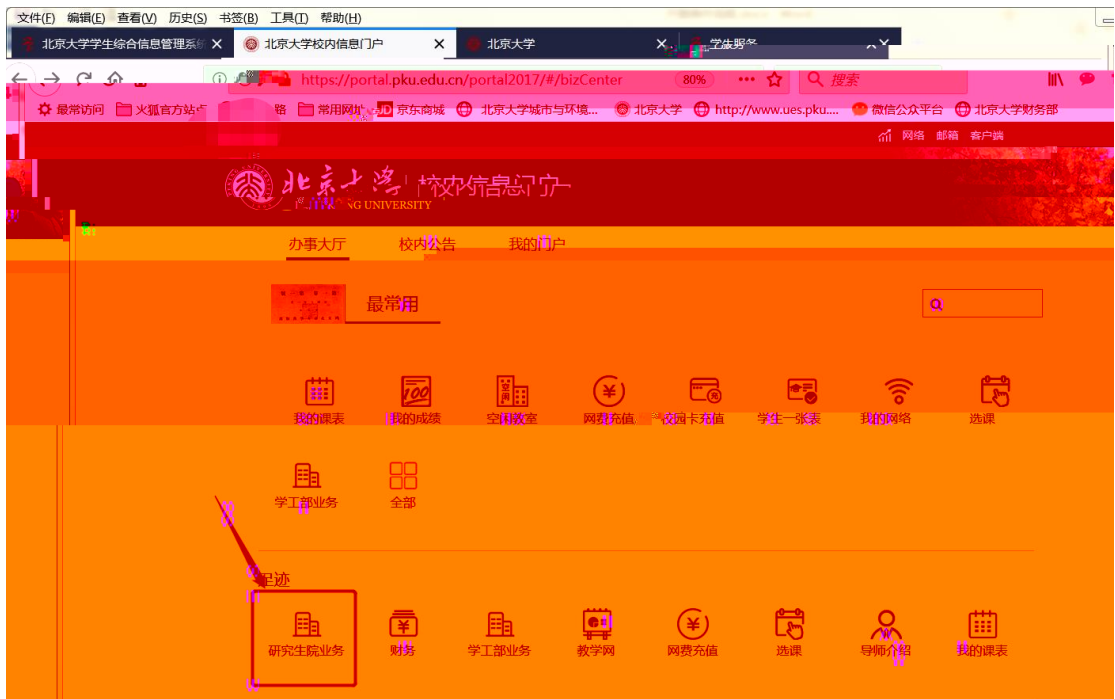 文件(F) 编辑(E) 查看(V) 历史(S) 书签(B) 工具(T) 帮助(H)
北京大学学生综合信息管理系统 × 北京大学校内信息门户 × 北京大学 ×
https://portal.pku.edu.cn/portal2017/#/bizCenter 80% ••• 搜索
最常访问 火狐官方站点 常用网址 JD 京东商城 北京大学城市与环境... 北京大学 http://www.ues.pku.... 微信公众平台 北京大学财务部
网络 邮箱 客户端
北京大学 校内信息门户
NG UNIVERSITY
办事大厅 校内公告 我的门户
最常用
我的课表 我的成绩 空闲教室 网费充值 校园卡充值 学生一张表 我的网络 选课
学工部业务 全部
足迹
研究生院业务 财务 学工部业务 教学网 网费充值 选课 导师介绍 我的课表